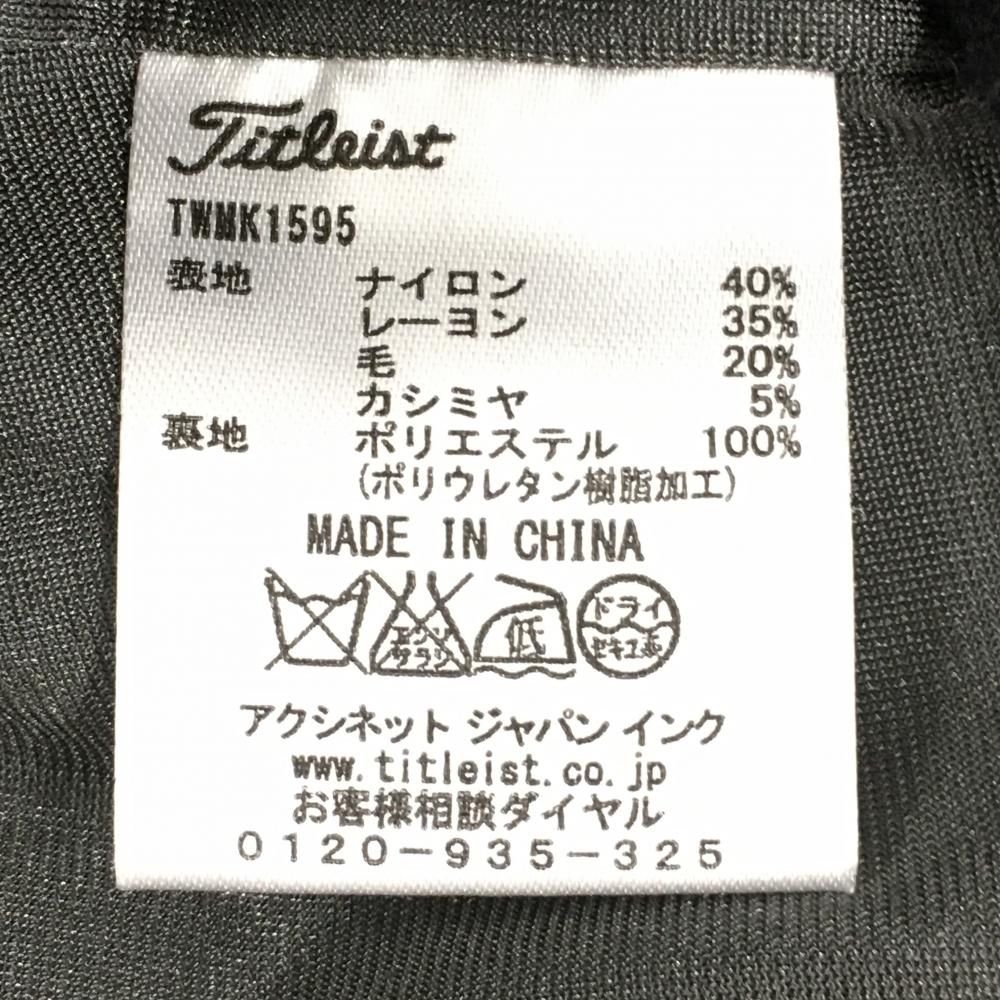 Titleist
TWMK1595
表地 ナイロン 40%
レーヨン 35%
毛 20%
カシミヤ 5%
裏地 ポリエステル 100%
(ポリウレタン樹脂加工)
MADE IN CHINA
エンソ
サラシ
低
ドライ
セキユ系
アクシネット ジャパン インク
www.titleist.co.jp
お客様相談ダイヤル
0120-935-325